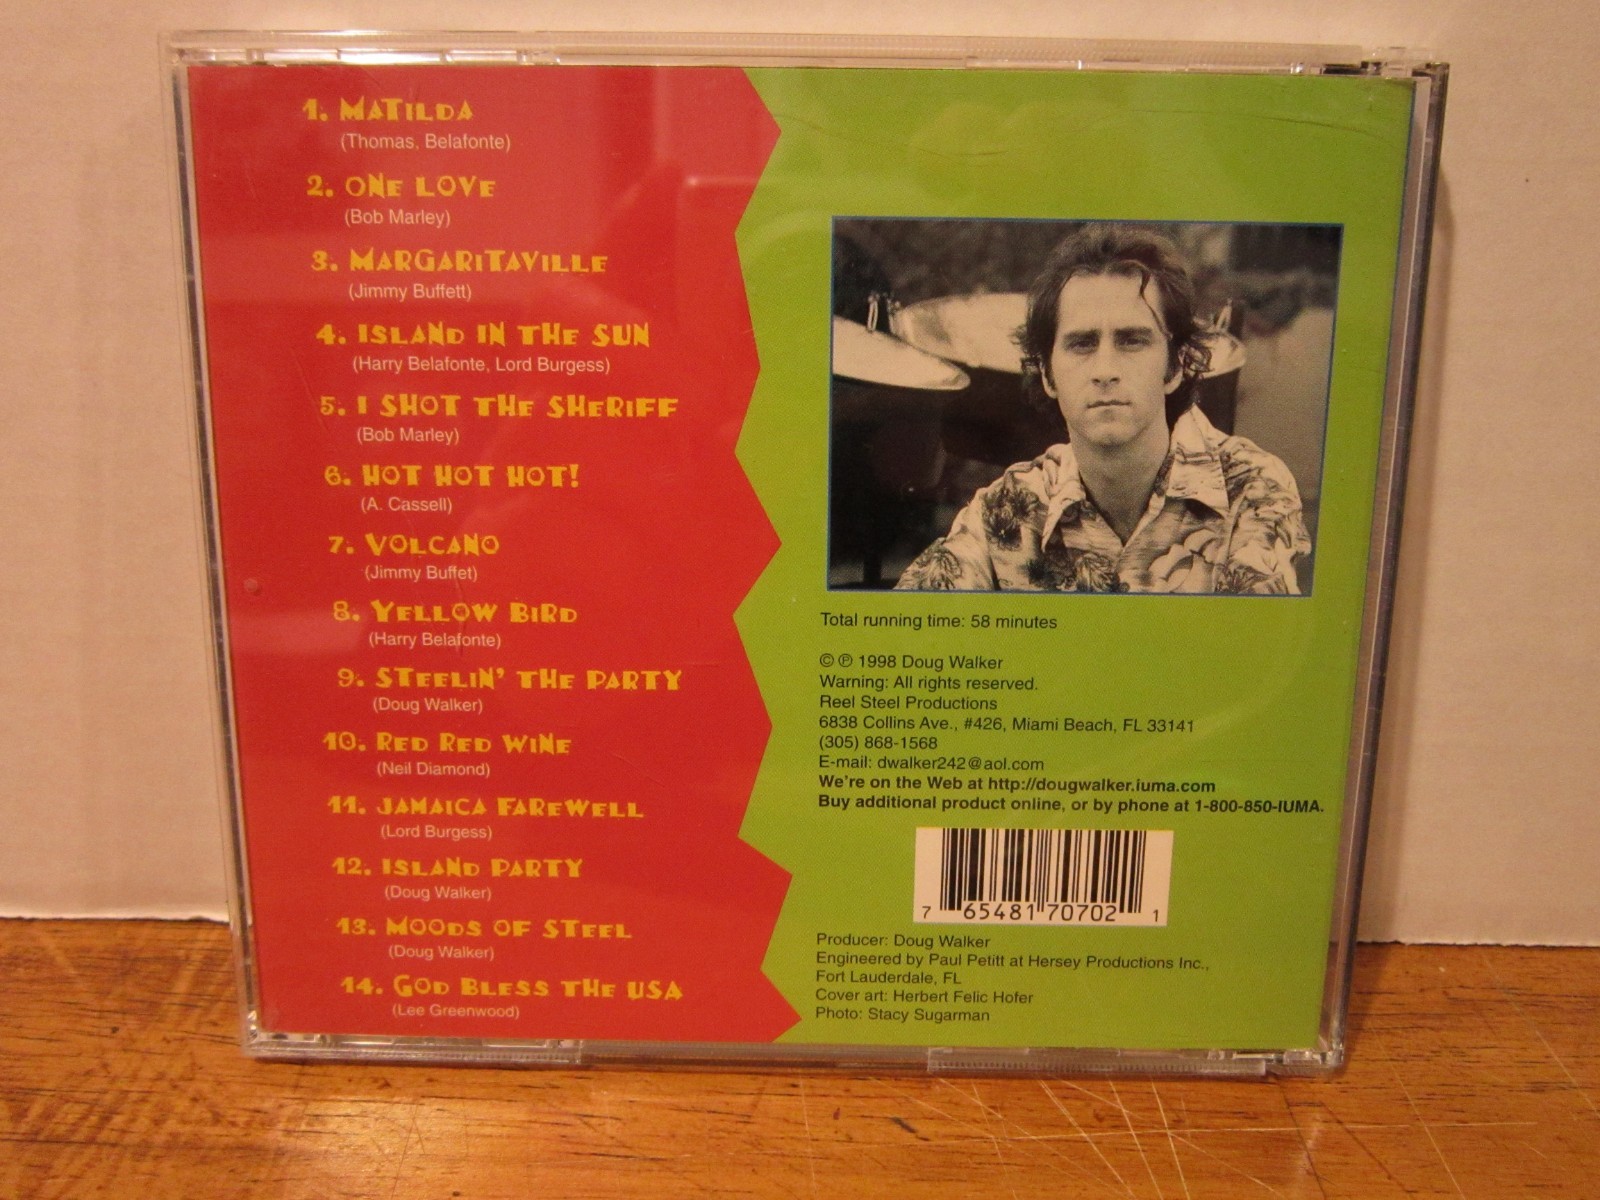 1. MATILDA
(Thomas, Belafonte)
2. ONE LOVE
(Bob Marley)
3. MARGARITAVILLE
(Jimmy Buffett)
4. ISLAND IN THE SUN
(Harry Belafonte, Lord Burgess)
5. I SHOT THE SHERIFF
(Bob Marley)
6. HOT HOT HOT!
(A. Cassell)
7. VOLCANO
(Jimmy Buffet)
8. YELLOW BIRD
(Harry Belafonte)
9. STEELIN' THE PARTY
(Doug Walker)
10. RED RED WINE
(Neil Diamond)
11. JAMAICA FAREWELL
(Lord Burgess)
12. ISLAND PARTY
(Doug Walker)
13. MOODS OF STEEL
(Doug Walker)
14. GOD BLESS THE USA
(Lee Greenwood)
Total running time: 58 minutes
© ℗ 1998 Doug Walker
Warning: All rights reserved.
Reel Steel Productions
6838 Collins Ave., #426, Miami Beach, FL 33141
(305) 868-1568
E-mail: dwalker242@aol.com
We're on the Web at http://dougwalker.iuma.com
Buy additional product online, or by phone at 1-800-850-IUMA.
7 65481 70702 1
Producer: Doug Walker
Engineered by Paul Petitt at Hersey Productions Inc.,
Fort Lauderdale, FL
Cover art: Herbert Felic Hofer
Photo: Stacy Sugarman